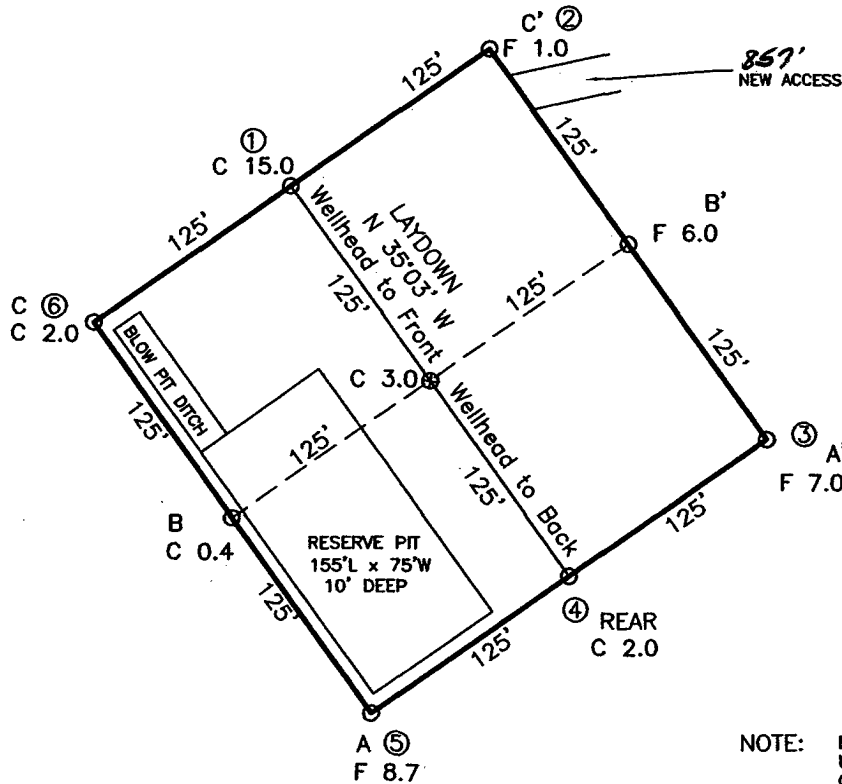 C' ②
F 1.0
857'
NEW ACCESS
125'
125'
①
C 15.0
125'
Wellhead to Front
LAYDOWN
N 35°03' W
B'
F 6.0
125'
125'
125'
C ⑥
C 2.0
BLOW PIT DITCH
C 3.0
125'
125'
125'
Wellhead to Back
125'
③
A'
F 7.0
B
C 0.4
RESERVE PIT
155'L x 75'W
10' DEEP
125'
125'
④ REAR
C 2.0
125'
A ⑤
F 8.7
NOTE: